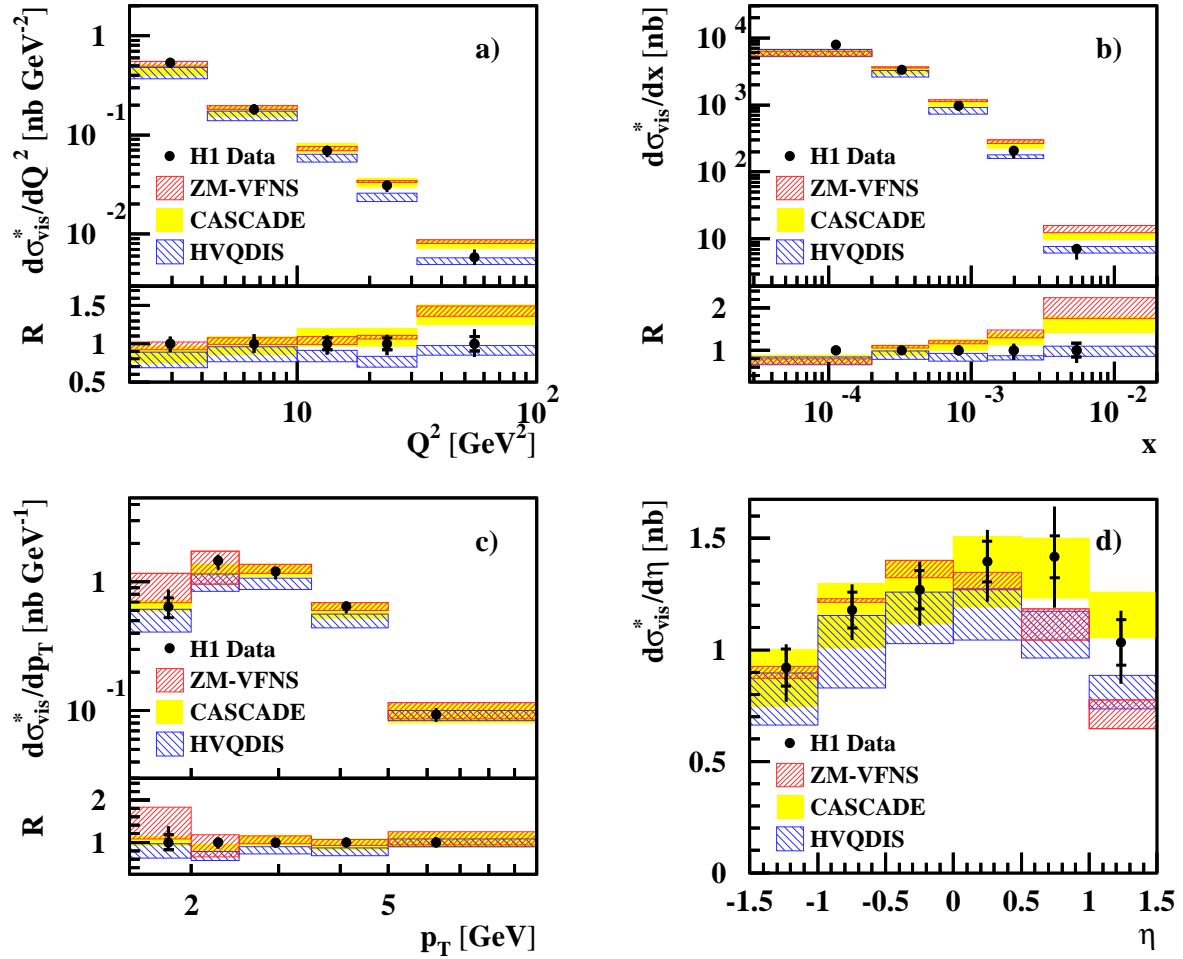 a)
dσ*vis/dQ² [nb GeV⁻²]
1
10⁻¹
10⁻²
H1 Data
ZM-VFNS
CASCADE
HVQDIS
R
1.5
1
0.5
10
10²
Q² [GeV²]
b)
dσ*vis/dx [nb]
10⁴
10³
10²
10
H1 Data
ZM-VFNS
CASCADE
HVQDIS
R
2
1
10⁻⁴
10⁻³
10⁻²
x
c)
dσ*vis/dpT [nb GeV⁻¹]
1
10⁻¹
H1 Data
ZM-VFNS
CASCADE
HVQDIS
R
2
1
2
5
pT [GeV]
d)
dσ*vis/dη [nb]
1.5
1
0.5
0
H1 Data
ZM-VFNS
CASCADE
HVQDIS
-1.5 -1 -0.5 0 0.5 1 1.5
η